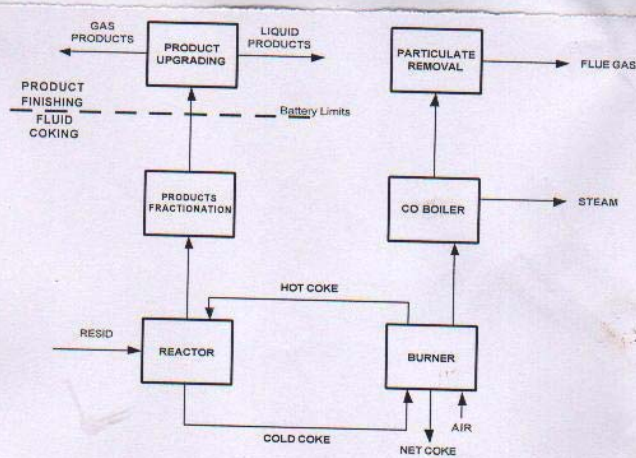 GAS
PRODUCTS
PRODUCT
UPGRADING
LIQUID
PRODUCTS
PARTICULATE
REMOVAL
FLUE GAS
PRODUCT
FINISHING
Battery Limits
FLUID
COKING
PRODUCTS
FRACTIONATION
CO BOILER
STEAM
HOT COKE
RESID
REACTOR
BURNER
COLD COKE
AIR
NET COKE